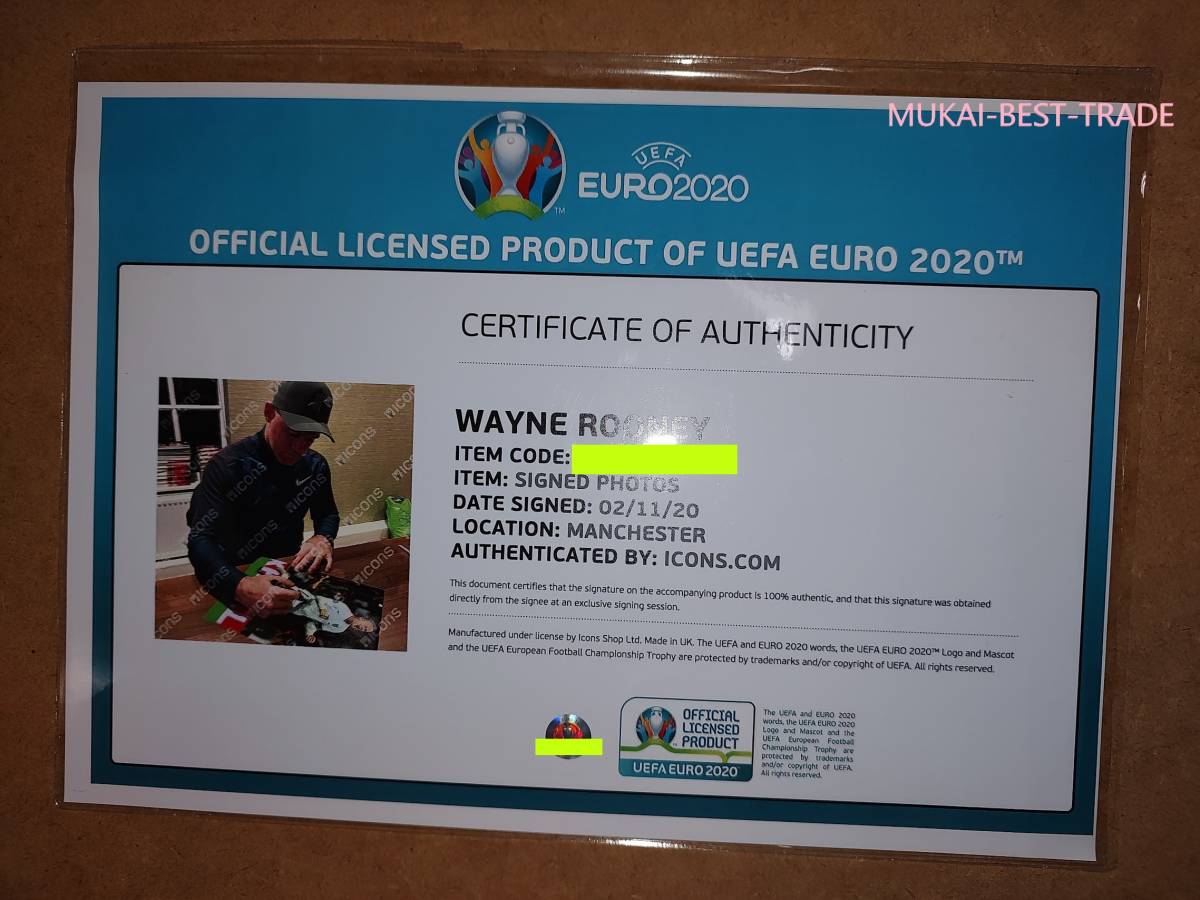 MUKAI-BEST-TRADE
UEFA
EURO2020
TM
OFFICIAL LICENSED PRODUCT OF UEFA EURO 2020™
CERTIFICATE OF AUTHENTICITY
WAYNE ROONEY
ITEM CODE:
ITEM: SIGNED PHOTOS
DATE SIGNED: 02/11/20
LOCATION: MANCHESTER
AUTHENTICATED BY: ICONS.COM
This document certifies that the signature on the accompanying product is 100% authentic, and that this signature was obtained
directly from the signee at an exclusive signing session.
Manufactured under license by Icons Shop Ltd. Made in UK. The UEFA and EURO 2020 words, the UEFA EURO 2020™ Logo and Mascot
and the UEFA European Football Championship Trophy are protected by trademarks and/or copyright of UEFA. All rights reserved.
OFFICIAL
LICENSED
PRODUCT
UEFA EURO 2020
The UEFA and EURO 2020
words, the UEFA EURO 2020
Logo and Mascot and the
UEFA European Football
Championship Trophy are
protected by trademarks
and/or copyright of UEFA.
All rights reserved.
ICONS
ICONS
ICONS
ICONS
ICONS
ICONS